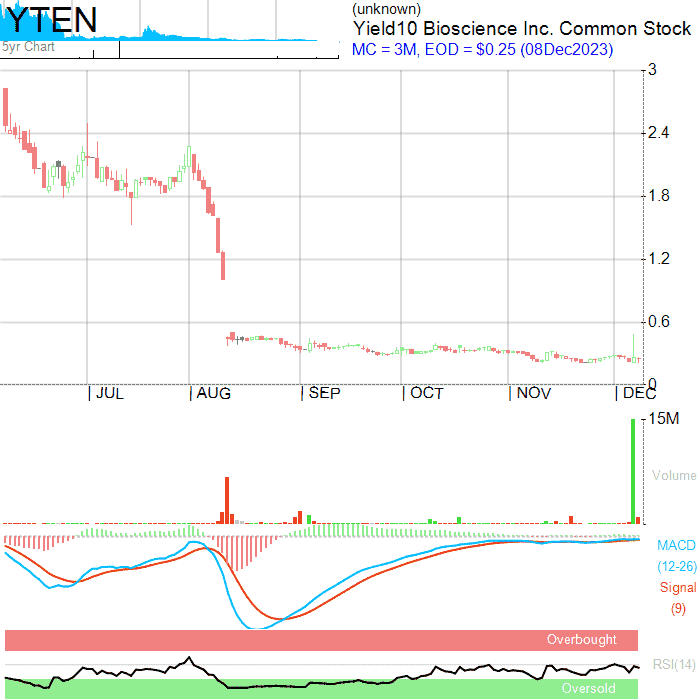 YTEN
(unknown)
Yield10 Bioscience Inc. Common Stock
5yr Chart
MC = 3M, EOD = $0.25 (08Dec2023)
3
2.4
1.8
1.2
0.6
0
JUL AUG SEP OCT NOV DEC
15M
Volume
MACD
(12-26)
Signal
(9)
Overbought
RSI(14)
Oversold